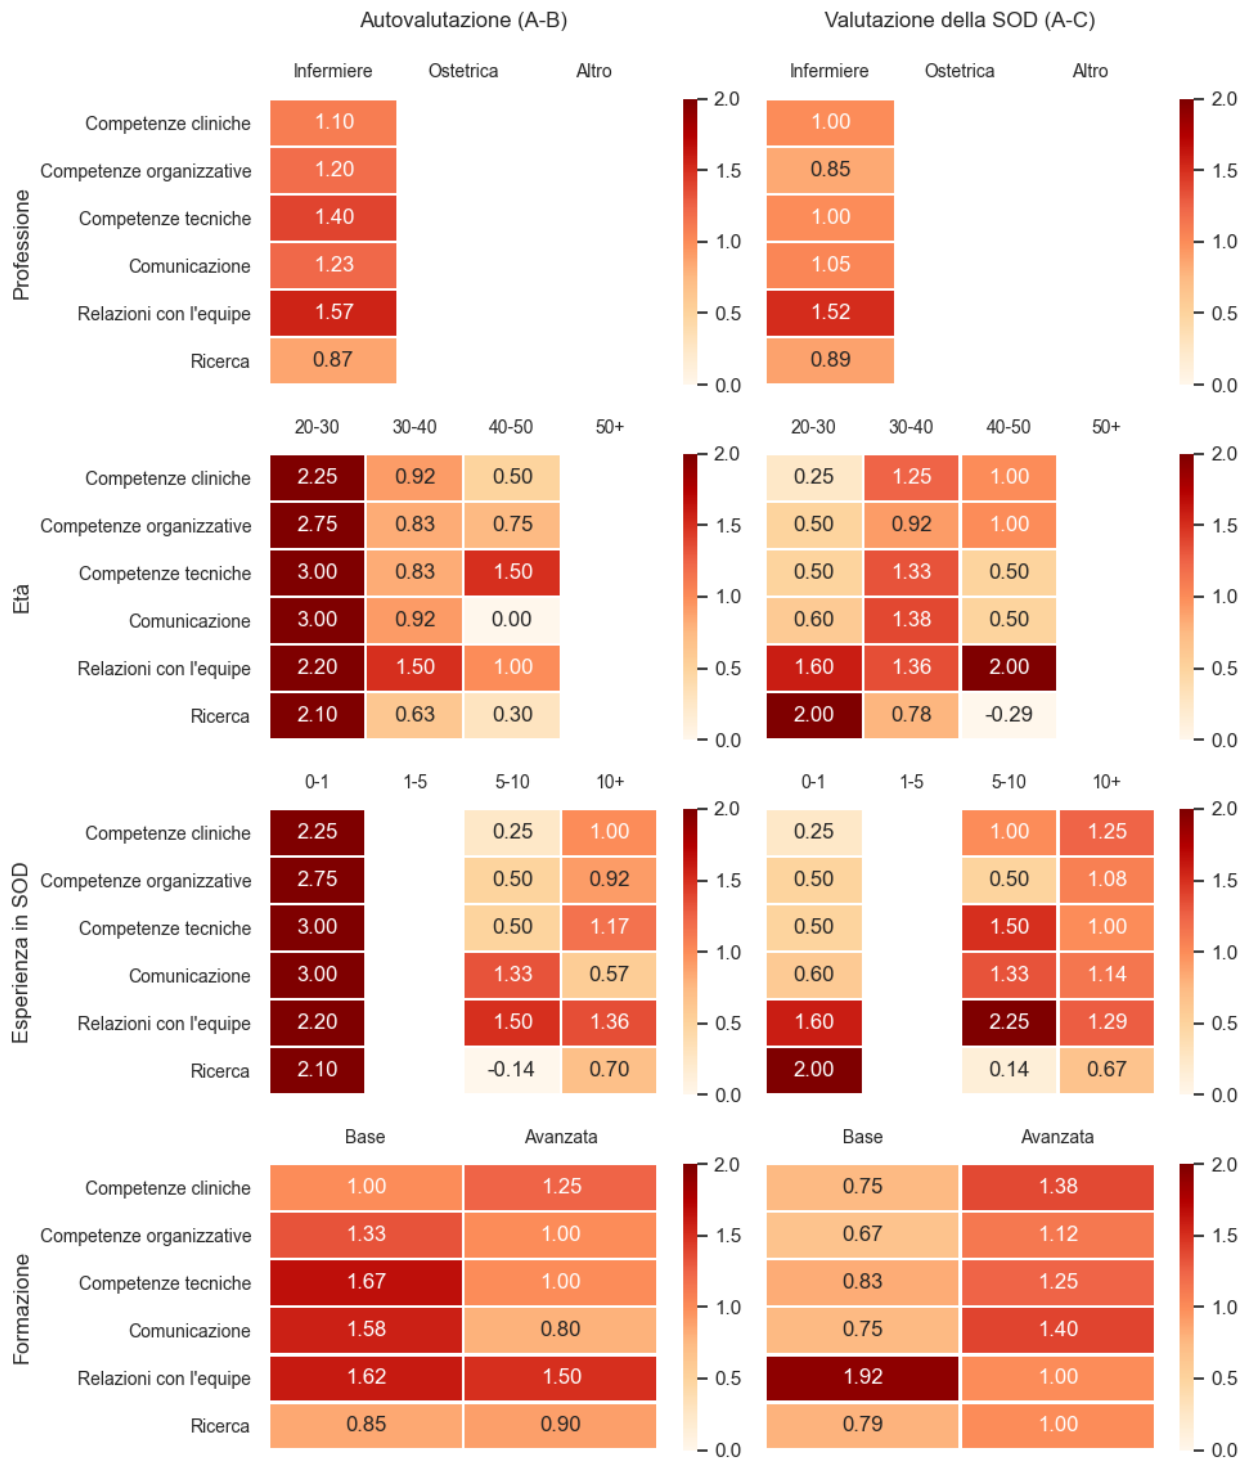 Autovalutazione (A-B) Valutazione della SOD (A-C)
Infermiere Ostetrica Altro Infermiere Ostetrica Altro
Professione
Competenze cliniche 1.10 1.00
Competenze organizzative 1.20 0.85
Competenze tecniche 1.40 1.00
Comunicazione 1.23 1.05
Relazioni con l'equipe 1.57 1.52
Ricerca 0.87 0.89
2.0 1.5 1.0 0.5 0.0 2.0 1.5 1.0 0.5 0.0
20-30 30-40 40-50 50+ 20-30 30-40 40-50 50+
Età
Competenze cliniche 2.25 0.92 0.50 0.25 1.25 1.00
Competenze organizzative 2.75 0.83 0.75 0.50 0.92 1.00
Competenze tecniche 3.00 0.83 1.50 0.50 1.33 0.50
Comunicazione 3.00 0.92 0.00 0.60 1.38 0.50
Relazioni con l'equipe 2.20 1.50 1.00 1.60 1.36 2.00
Ricerca 2.10 0.63 0.30 2.00 0.78 -0.29
2.0 1.5 1.0 0.5 0.0 2.0 1.5 1.0 0.5 0.0
0-1 1-5 5-10 10+ 0-1 1-5 5-10 10+
Esperienza in SOD
Competenze cliniche 2.25 0.25 1.00 0.25 1.00 1.25
Competenze organizzative 2.75 0.50 0.92 0.50 0.50 1.08
Competenze tecniche 3.00 0.50 1.17 0.50 1.50 1.00
Comunicazione 3.00 1.33 0.57 0.60 1.33 1.14
Relazioni con l'equipe 2.20 1.50 1.36 1.60 2.25 1.29
Ricerca 2.10 -0.14 0.70 2.00 0.14 0.67
2.0 1.5 1.0 0.5 0.0 2.0 1.5 1.0 0.5 0.0
Base Avanzata Base Avanzata
Formazione
Competenze cliniche 1.00 1.25 0.75 1.38
Competenze organizzative 1.33 1.00 0.67 1.12
Competenze tecniche 1.67 1.00 0.83 1.25
Comunicazione 1.58 0.80 0.75 1.40
Relazioni con l'equipe 1.62 1.50 1.92 1.00
Ricerca 0.85 0.90 0.79 1.00
2.0 1.5 1.0 0.5 0.0 2.0 1.5 1.0 0.5 0.0